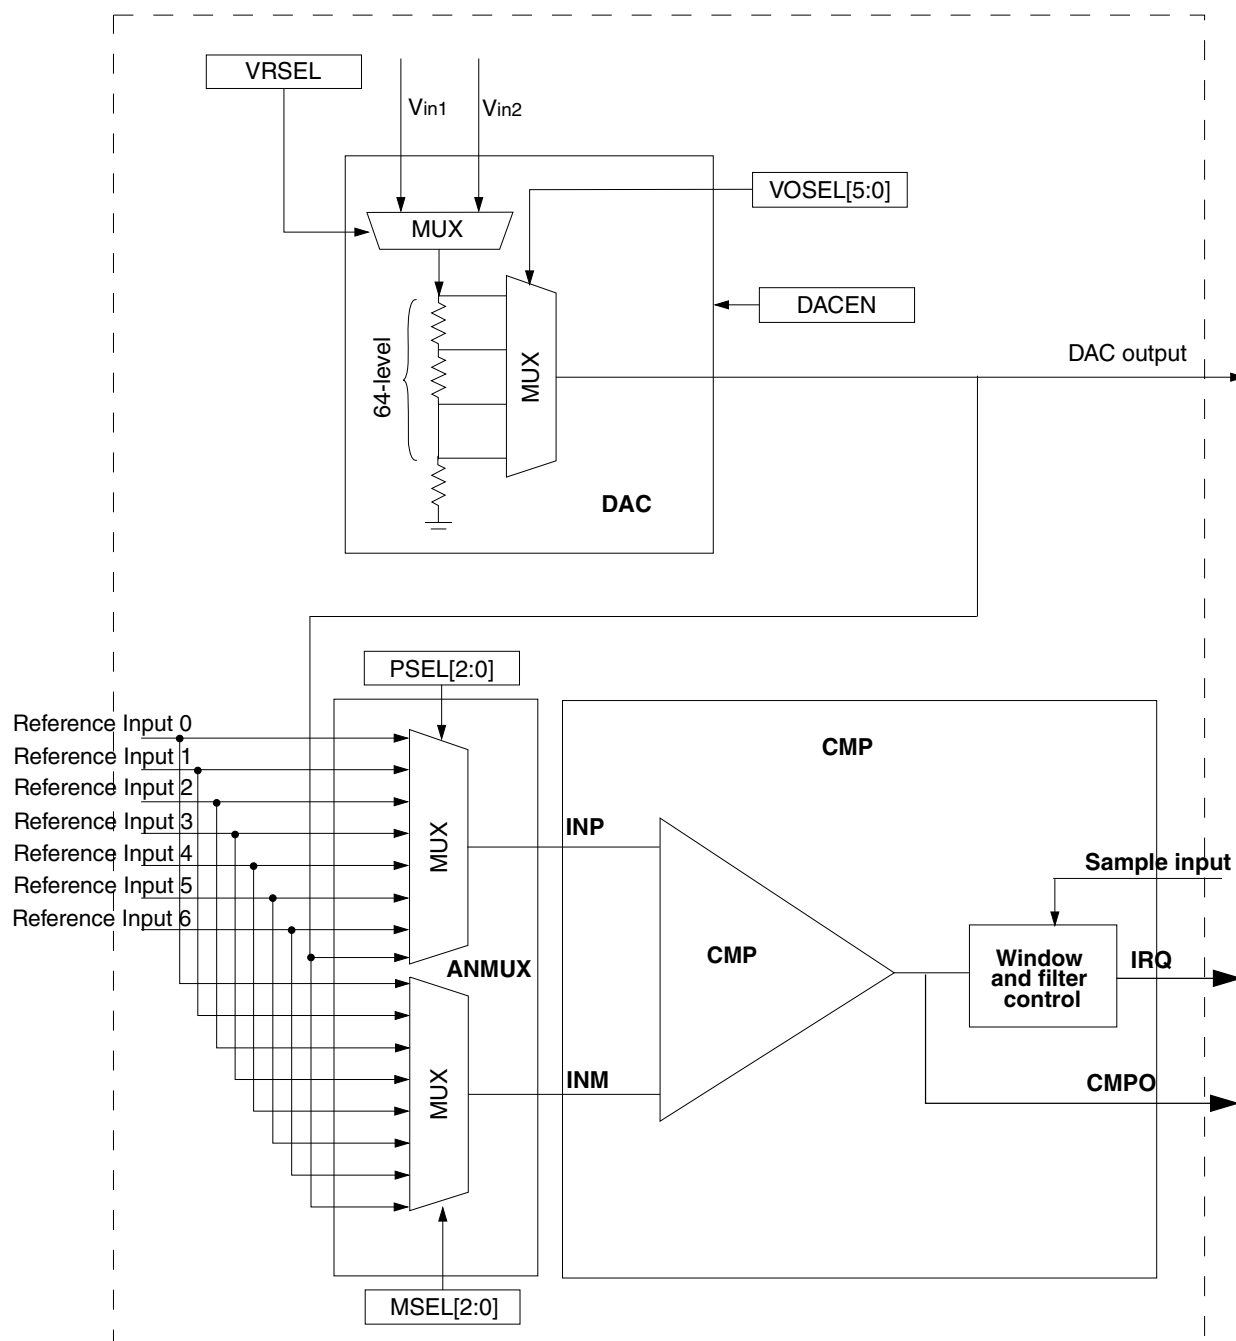 VRSEL
Vin1
Vin2
VOSEL[5:0]
MUX
DACEN
64-level
MUX
DAC output
DAC
PSEL[2:0]
Reference Input 0
Reference Input 1
Reference Input 2
Reference Input 3
Reference Input 4
Reference Input 5
Reference Input 6
MUX
ANMUX
MUX
MSEL[2:0]
CMP
INP
INM
CMP
Sample input
Window
and filter
control
IRQ
CMPO